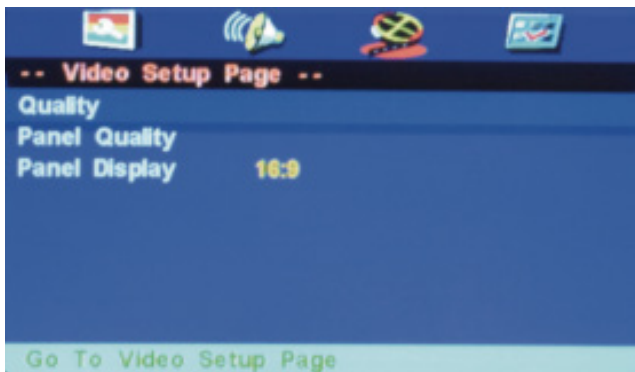 -- Video Setup Page --
Quality
Panel Quality
Panel Display 16:9
Go To Video Setup Page